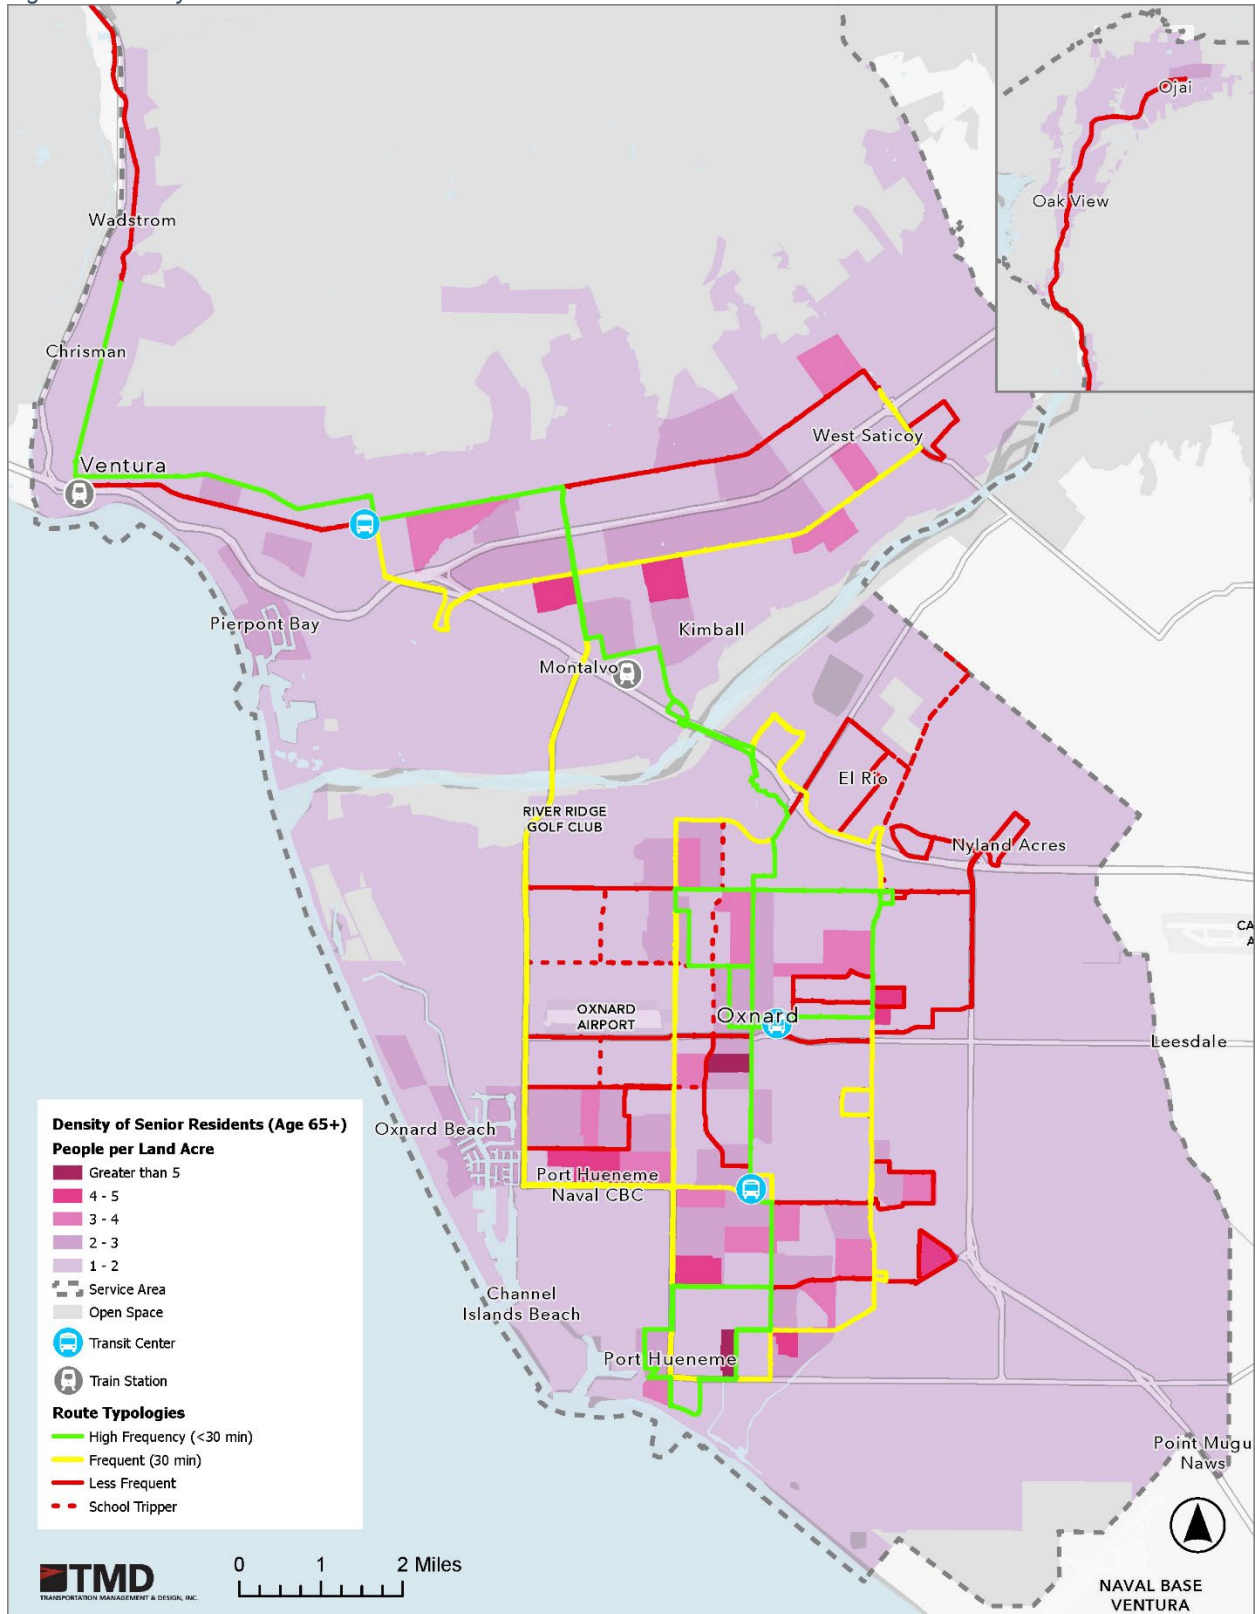 Ojai
Oak View
Wadstrom
Chrisman
West Saticoy
Ventura
Pierpont Bay
Kimball
Montalvo
El Rio
RIVER RIDGE
GOLF CLUB
Nyland Acres
CA
A
OXNARD
AIRPORT
Oxnard
Leesdale
Oxnard Beach
Port Hueneme
Naval CBC
Channel
Islands Beach
Port Hueneme
Point Mugu
Naws
NAVAL BASE
VENTURA
Density of Senior Residents (Age 65+)
People per Land Acre
Greater than 5
4 - 5
3 - 4
2 - 3
1 - 2
Service Area
Open Space
Transit Center
Train Station
Route Typologies
High Frequency (<30 min)
Frequent (30 min)
Less Frequent
School Tripper
TMD
TRANSPORTATION MANAGEMENT & DESIGN, INC.
0 1 2 Miles